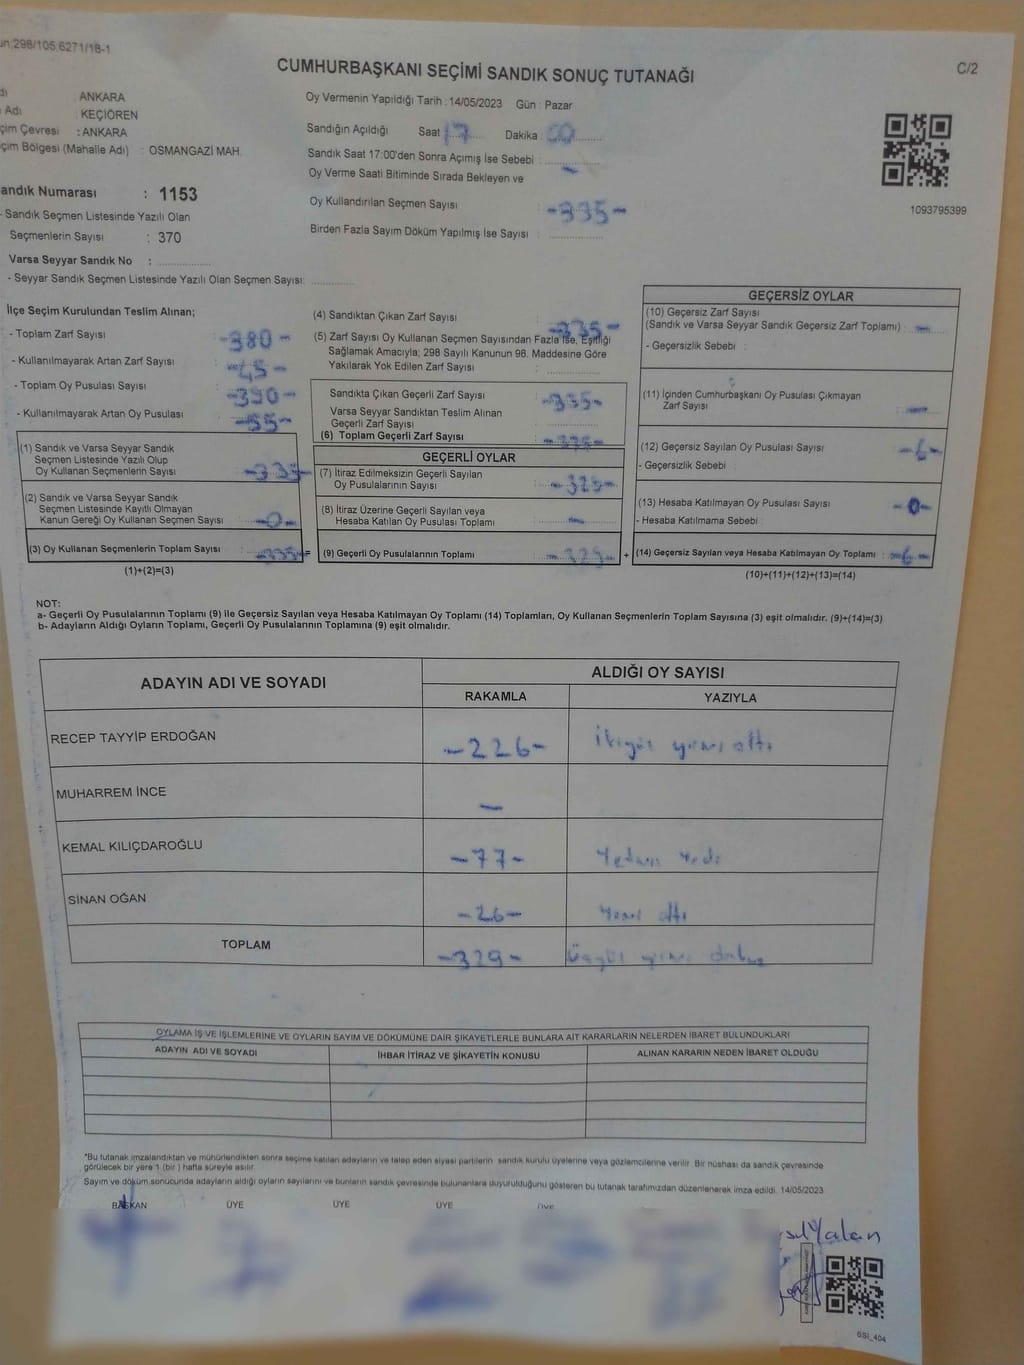 298/105,6271/18-1
C/2
CUMHURBAŞKANI SEÇİMİ SANDIK SONUÇ TUTANAĞI
: ANKARA
Adı : KEÇİÖREN
çim Çevresi : ANKARA
çim Bölgesi (Mahalle Adı) : OSMANGAZİ MAH.
andık Numarası : 1153
- Sandık Seçmen Listesinde Yazılı Olan
Seçmenlerin Sayısı : 370
Varsa Seyyar Sandık No :
- Seyyar Sandık Seçmen Listesinde Yazılı Olan Seçmen Sayısı:
Oy Vermenin Yapıldığı Tarih : 14/05/2023 Gün : Pazar
Sandığın Açıldığı Saat 17 Dakika : 00
Sandık Saat 17:00'den Sonra Açımış İse Sebebi :
Oy Verme Saati Bitiminde Sırada Bekleyen ve
Oy Kullandırılan Seçmen Sayısı : -335-
Birden Fazla Sayım Döküm Yapılmış İse Sayısı :
1093795399
İlçe Seçim Kurulundan Teslim Alınan;
- Toplam Zarf Sayısı : -380-
- Kullanılmayarak Artan Zarf Sayısı : -45-
- Toplam Oy Pusulası Sayısı : -390-
- Kullanılmayarak Artan Oy Pusulası : -55-
(1) Sandık ve Varsa Seyyar Sandık
Seçmen Listesinde Yazılı Olup
Oy Kullanan Seçmenlerin Sayısı : -335-
(2) Sandık ve Varsa Seyyar Sandık
Seçmen Listesinde Kayıtlı Olmayan
Kanun Gereği Oy Kullanan Seçmen Sayısı : -0-
(3) Oy Kullanan Seçmenlerin Toplam Sayısı : -335- =
(1)+(2)=(3)
(4) Sandıktan Çıkan Zarf Sayısı : -335-
(5) Zarf Sayısı Oy Kullanan Seçmen Sayısından Fazla İse, Eşitliği
Sağlamak Amacıyla; 298 Sayılı Kanunun 98. Maddesine Göre
Yakılarak Yok Edilen Zarf Sayısı :
Sandıkta Çıkan Geçerli Zarf Sayısı : -335-
Varsa Seyyar Sandıktan Teslim Alınan
Geçerli Zarf Sayısı :
(6) Toplam Geçerli Zarf Sayısı : -335-
GEÇERLİ OYLAR
(7) İtiraz Edilmeksizin Geçerli Sayılan
Oy Pusulalarının Sayısı : -329-
(8) İtiraz Üzerine Geçerli Sayılan veya
Hesaba Katılan Oy Pusulası Toplamı : -
(9) Geçerli Oy Pusulalarının Toplamı : -329- +
GEÇERSİZ OYLAR
(10) Geçersiz Zarf Sayısı
(Sandık ve Varsa Seyyar Sandık Geçersiz Zarf Toplamı) : -
- Geçersizlik Sebebi :
(11) İçinden Cumhurbaşkanı Oy Pusulası Çıkmayan
Zarf Sayısı : -
(12) Geçersiz Sayılan Oy Pusulası Sayısı : -6-
- Geçersizlik Sebebi :
(13) Hesaba Katılmayan Oy Pusulası Sayısı : -0-
- Hesaba Katılmama Sebebi :
(14) Geçersiz Sayılan veya Hesaba Katılmayan Oy Toplamı : -6-
(10)+(11)+(12)+(13)=(14)
NOT:
a- Geçerli Oy Pusulalarının Toplamı (9) ile Geçersiz Sayılan veya Hesaba Katılmayan Oy Toplamı (14) Toplamları, Oy Kullanan Seçmenlerin Toplam Sayısına (3) eşit olmalıdır. (9)+(14)=(3)
b- Adayların Aldığı Oyların Toplamı, Geçerli Oy Pusulalarının Toplamına (9) eşit olmalıdır.
ADAYIN ADI VE SOYADI
ALDIĞI OY SAYISI
RAKAMLA YAZIYLA
RECEP TAYYİP ERDOĞAN -226- İkiyüz yirmi altı
MUHARREM İNCE -
KEMAL KILIÇDAROĞLU -77- Yetmiş Yedi
SİNAN OĞAN -26- Yirmi altı
TOPLAM -329- Üçyüz yirmi dokuz
OYLAMA İŞ VE İŞLEMLERİNE VE OYLARIN SAYIM VE DÖKÜMÜNE DAİR ŞİKAYETLERLE BUNLARA AİT KARARLARIN NELERDEN İBARET BULUNDUKLARI
ADAYIN ADI VE SOYADI İHBAR İTİRAZ VE ŞİKAYETİN KONUSU ALINAN KARARIN NEDEN İBARET OLDUĞU
*Bu tutanak imzalandıktan ve mühürlendikten sonra seçime katılan adayların ve talep eden siyasi partilerin sandık kurulu üyelerine veya gözlemcilerine verilir. Bir nüshası da sandık çevresinde
görülecek bir yere 1 (bir ) hafta süreyle asılır.
Sayım ve döküm sonucunda adayların aldığı oyların sayılarını ve bunların sandık çevresinde bulunanlara duyurulduğunu gösteren bu tutanak tarafımızdan düzenlenerek imza edildi. 14/05/2023
BAŞKAN ÜYE ÜYE ÜYE ÜYE
Yalan
GSI_404